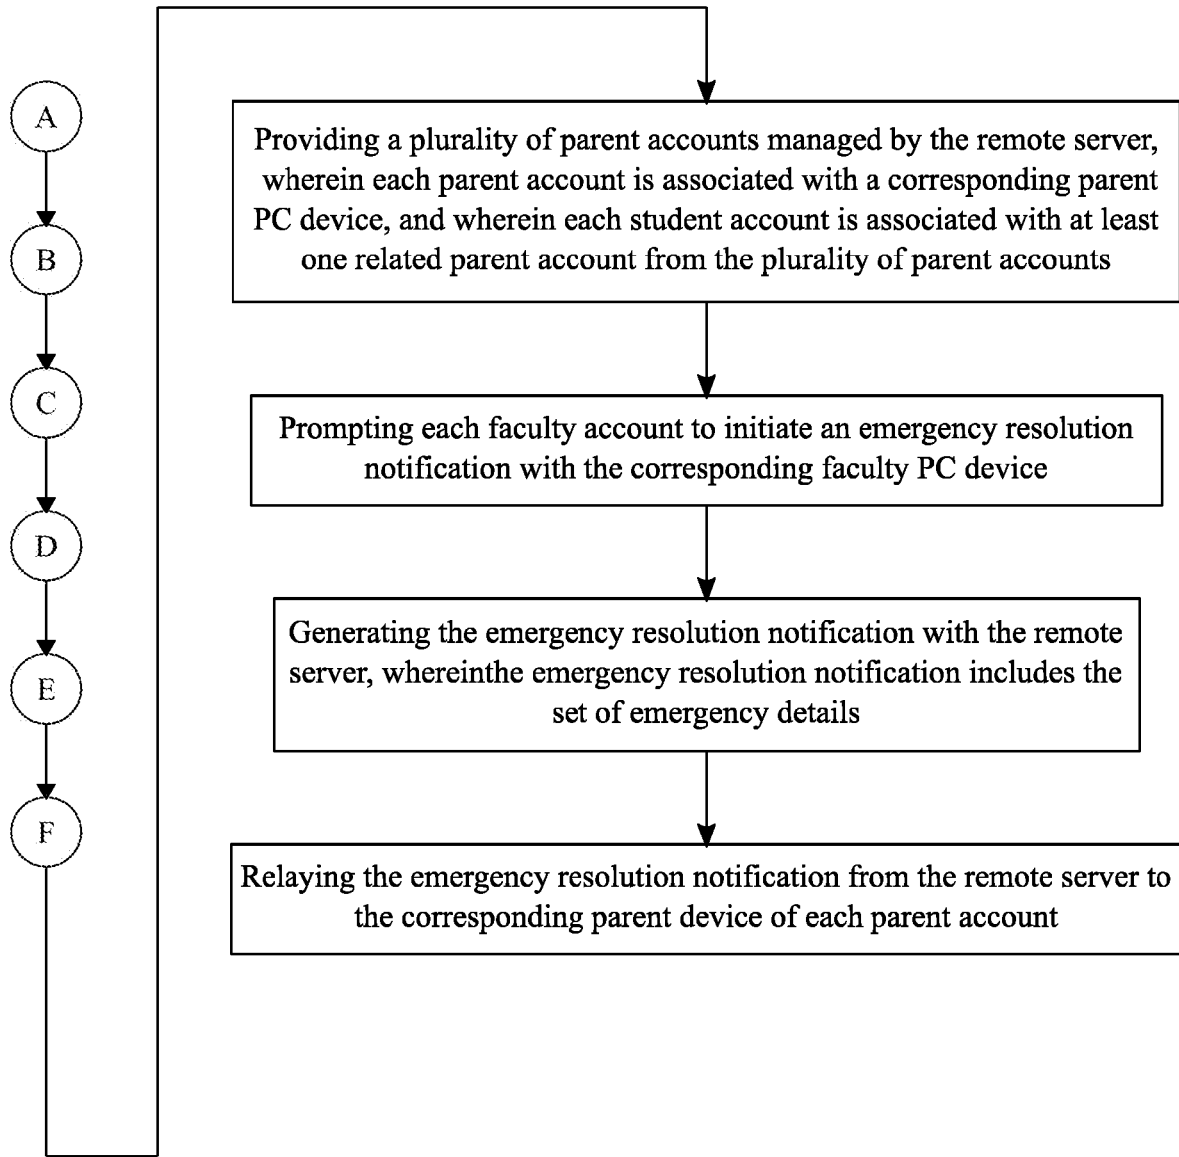 A
B
C
D
E
F
Providing a plurality of parent accounts managed by the remote server,
wherein each parent account is associated with a corresponding parent
PC device, and wherein each student account is associated with at least
one related parent account from the plurality of parent accounts
Prompting each faculty account to initiate an emergency resolution
notification with the corresponding faculty PC device
Generating the emergency resolution notification with the remote
server, whereinthe emergency resolution notification includes the
set of emergency details
Relaying the emergency resolution notification from the remote server to
the corresponding parent device of each parent account